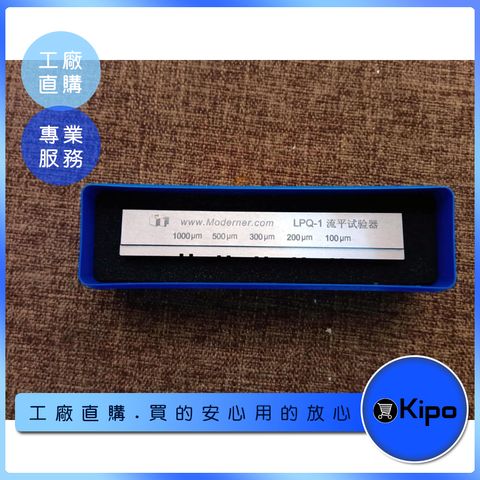 工廠
直購
專業
服務
www.Moderner.com LPQ-1 流平试验器
1000μm 500μm 300μm 200μm 100μm
工廠直購.買的安心用的放心
Kipo